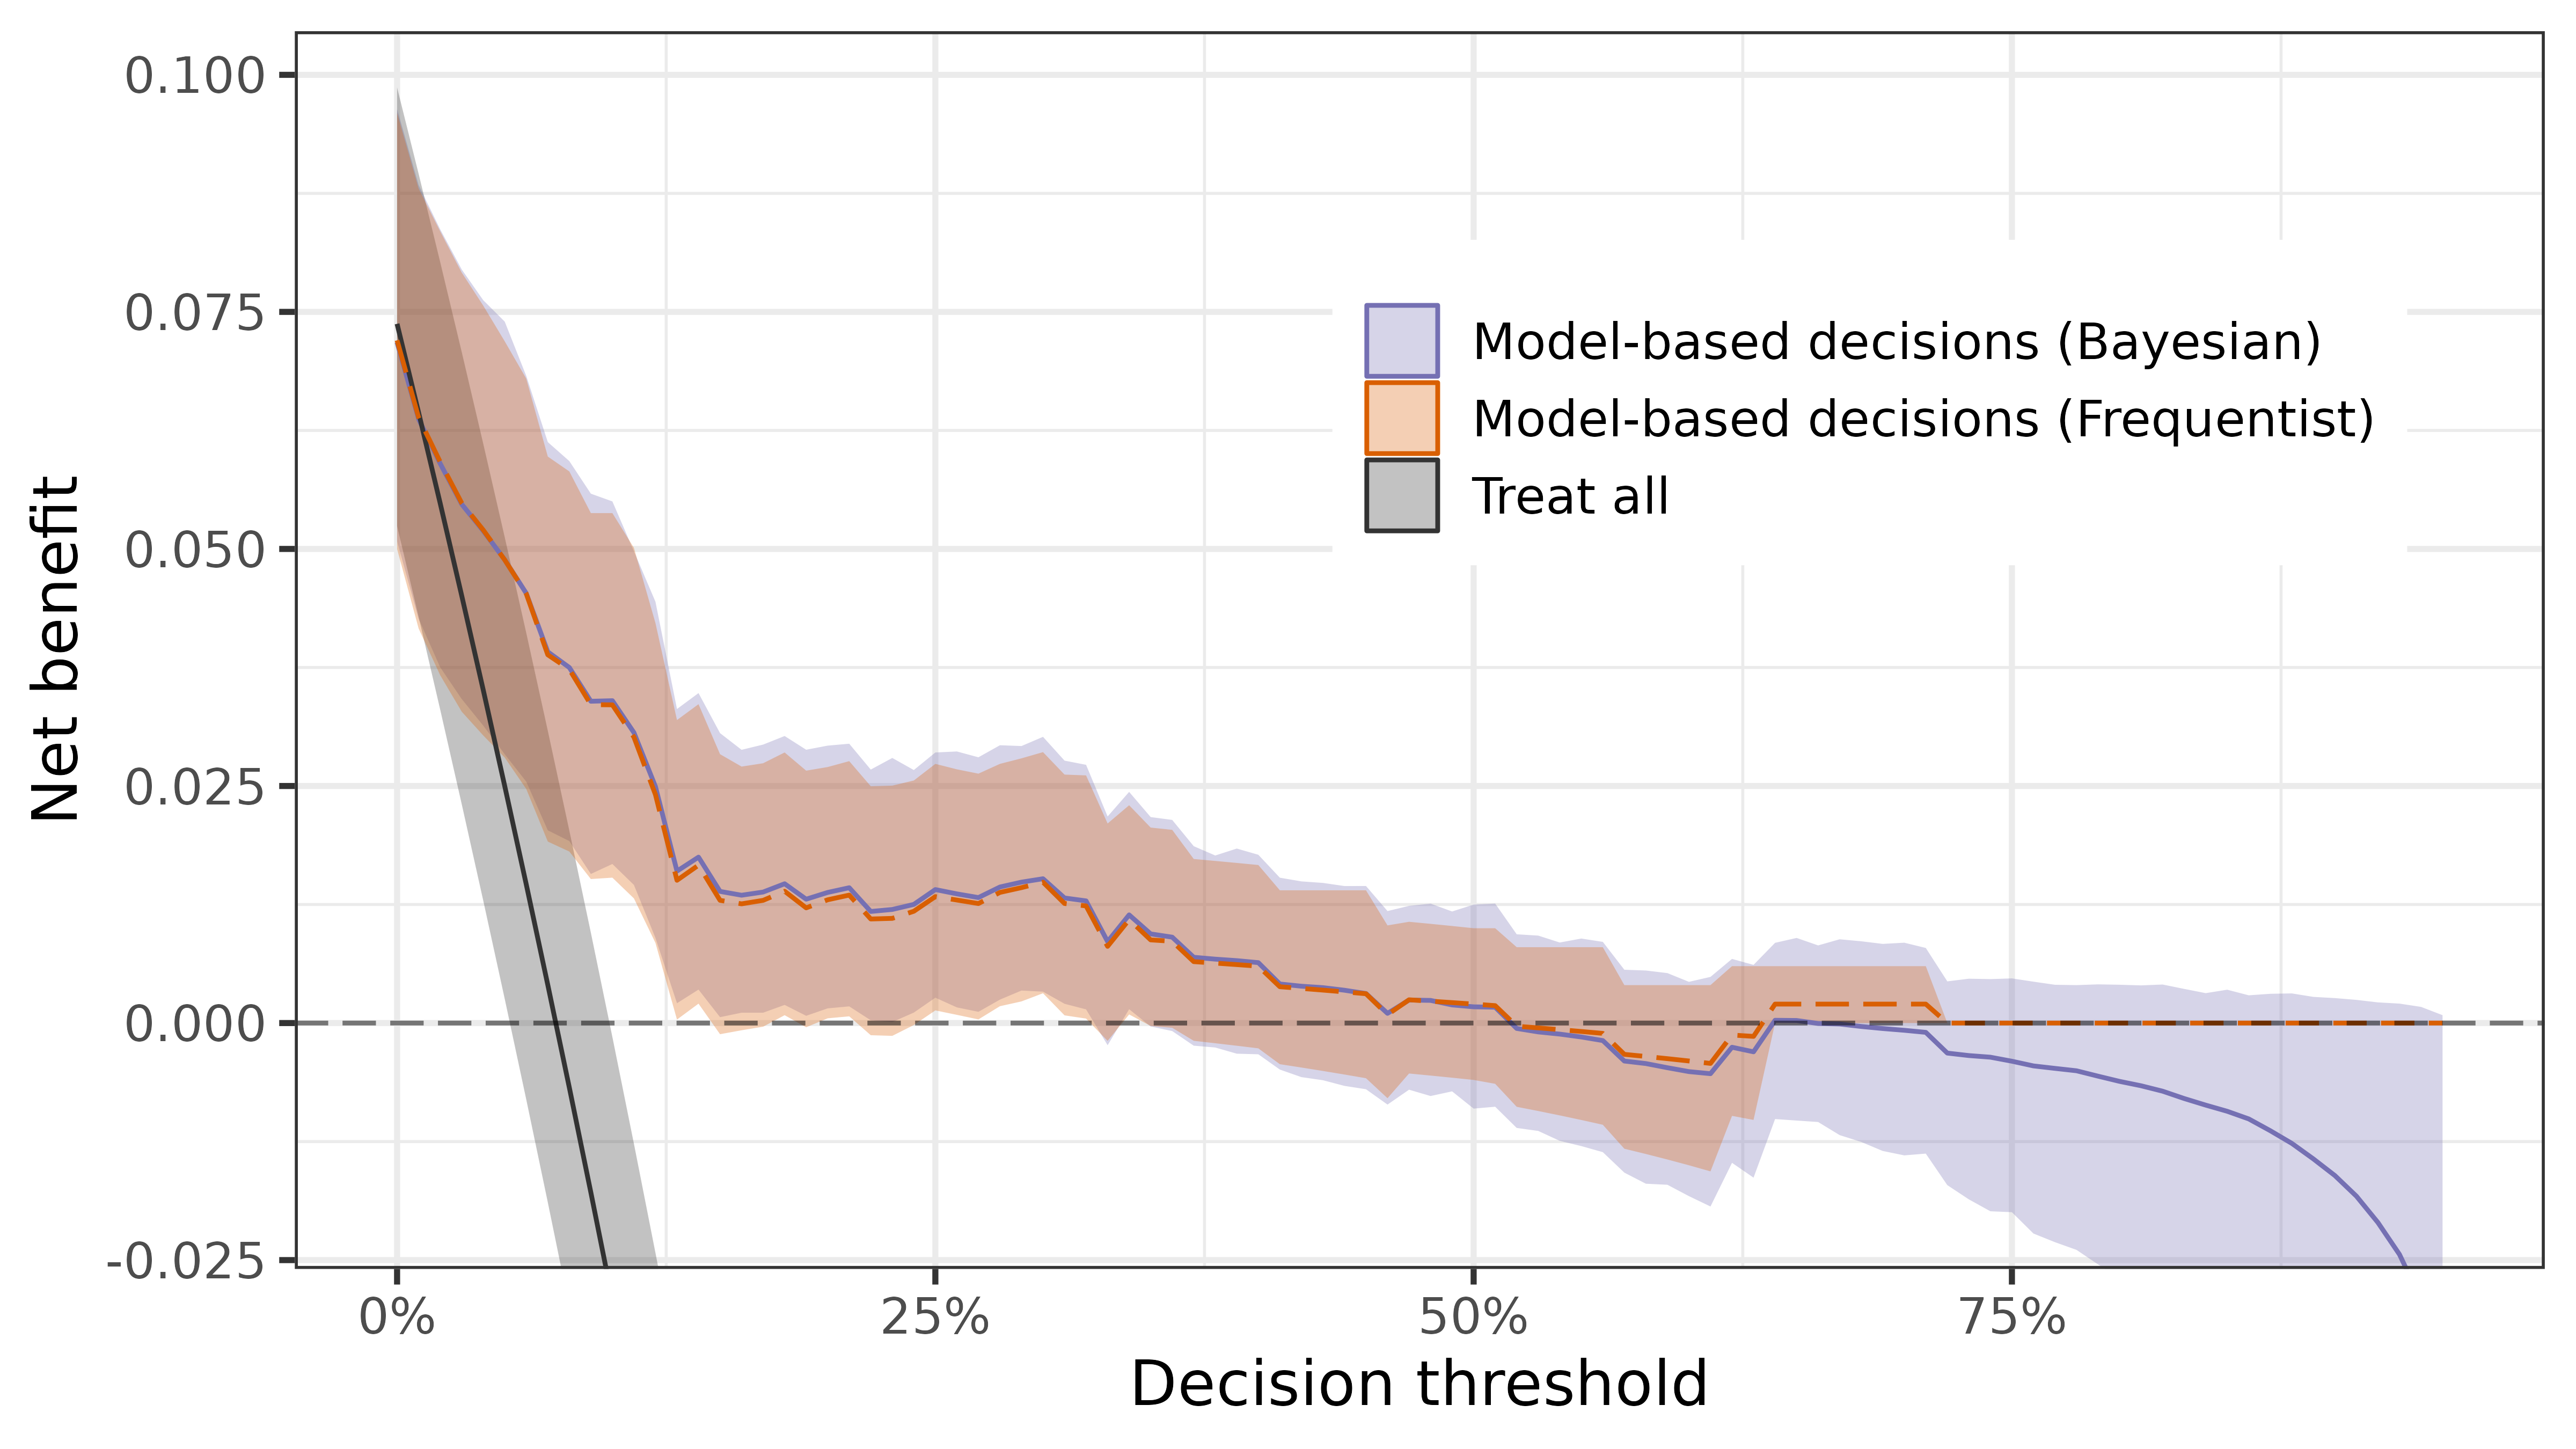 0.100
0.075
0.050
0.025
0.000
-0.025
Net benefit
Model-based decisions (Bayesian)
Model-based decisions (Frequentist)
Treat all
0% 25% 50% 75%
Decision threshold